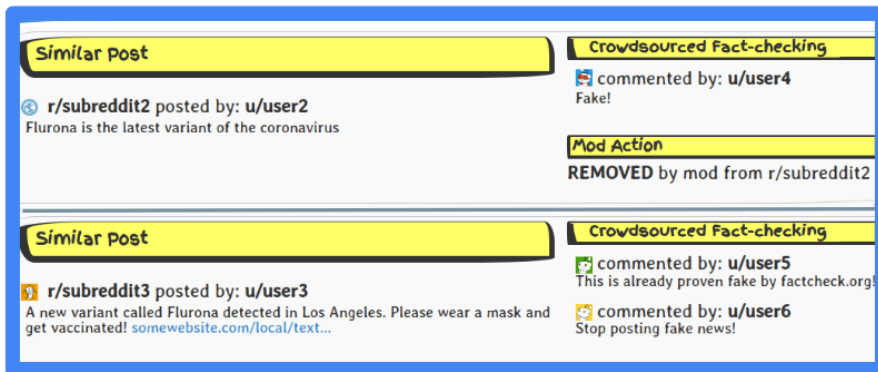 Similar Post
r/subreddit2 posted by: u/user2
Flurona is the latest variant of the coronavirus
Crowdsourced Fact-checking
commented by: u/user4
Fake!
Mod Action
REMOVED by mod from r/subreddit2
Similar Post
r/subreddit3 posted by: u/user3
A new variant called Flurona detected in Los Angeles. Please wear a mask and
get vaccinated! somewebsite.com/local/text...
Crowdsourced Fact-checking
commented by: u/user5
This is already proven fake by factcheck.org!
commented by: u/user6
Stop posting fake news!